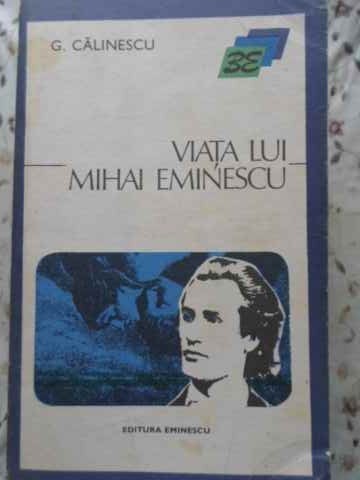 G. CĂLINESCU
3E
VIAȚA LUI
MIHAI EMINESCU
EDITURA EMINESCU